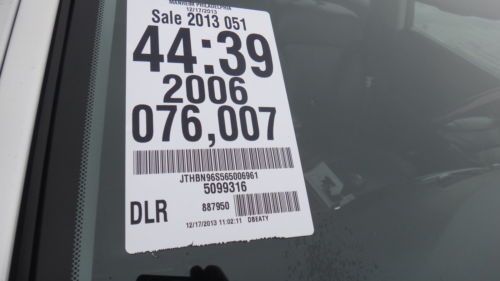 MANHEIM PHILADELPHIA
12/17/2013
Sale 2013 051
44:39
2006
076,007
JTHBN96S565006961
5099316
DLR 887950
12/17/2013 11:02:11 DBEATY